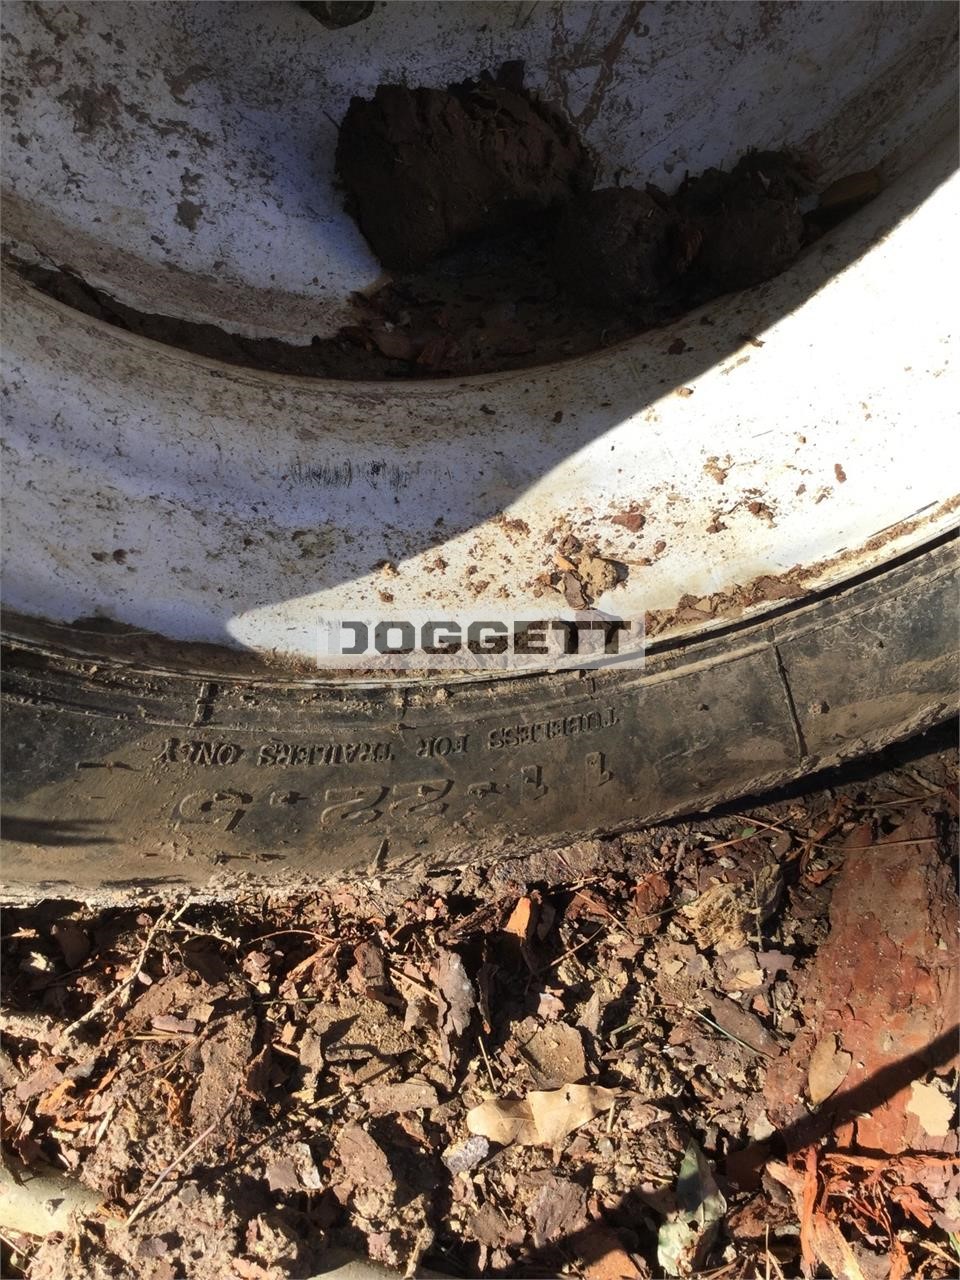 DOGGETT
TUBELESS FOR TRAILERS ONLY
11-22.5